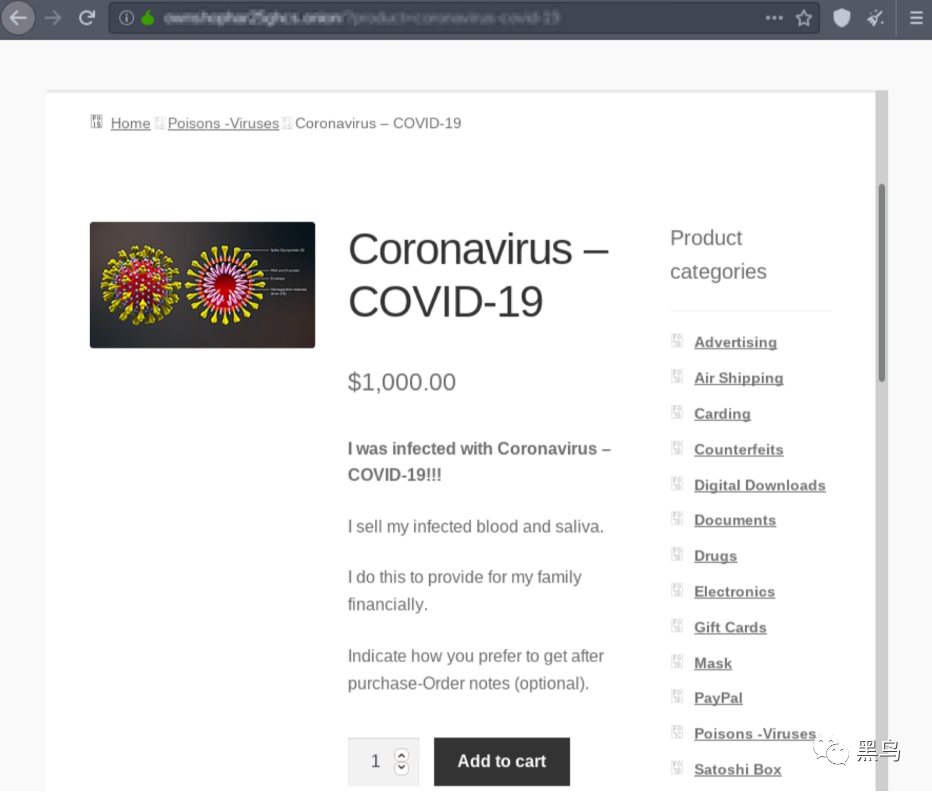 Home Poisons -Viruses Coronavirus – COVID-19
Coronavirus –
COVID-19
$1,000.00
I was infected with Coronavirus –
COVID-19!!!
I sell my infected blood and saliva.
I do this to provide for my family
financially.
Indicate how you prefer to get after
purchase-Order notes (optional).
1 Add to cart
Product
categories
Advertising
Air Shipping
Carding
Counterfeits
Digital Downloads
Documents
Drugs
Electronics
Gift Cards
Mask
PayPal
Poisons -Viruses
Satoshi Box
黑鸟